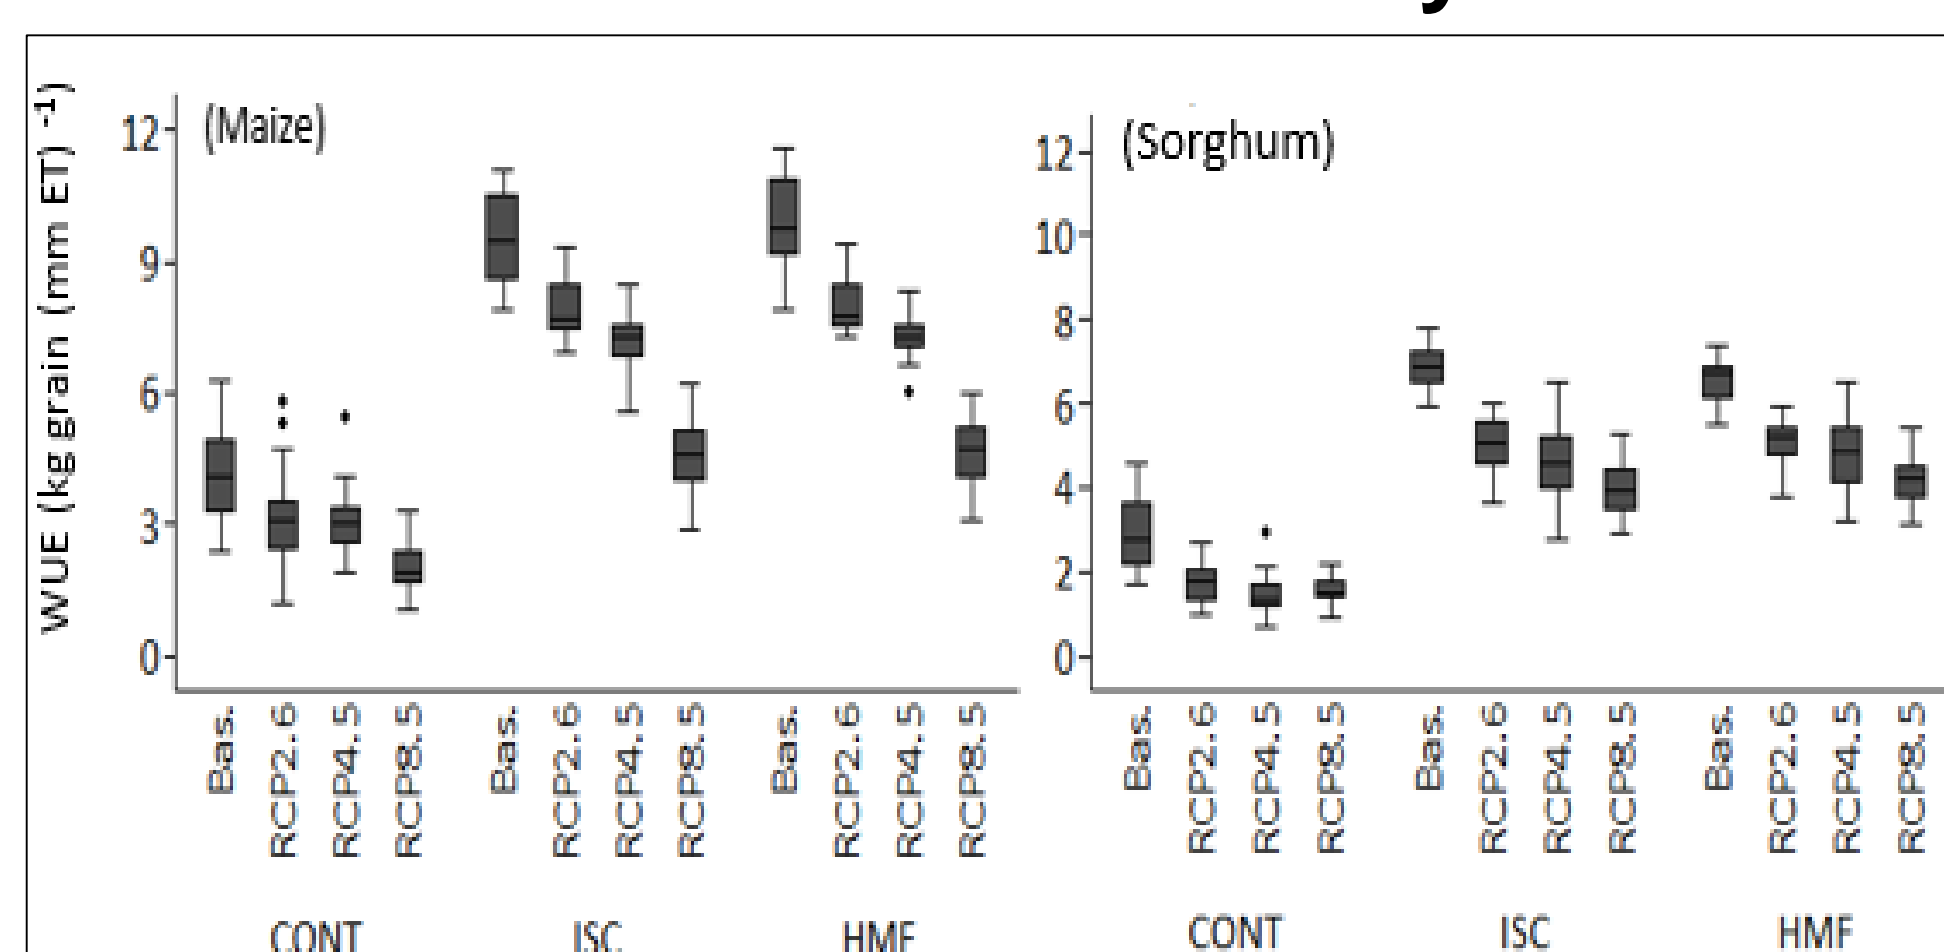 WUE (kg grain (mm ET) -1)
(Maize)
12
9
6
3
0
Bas. RCP2.6 RCP4.5 RCP8.5 Bas. RCP2.6 RCP4.5 RCP8.5 Bas. RCP2.6 RCP4.5 RCP8.5
CONT ISC HMF
(Sorghum)
12
10
8
6
4
2
0
Bas. RCP2.6 RCP4.5 RCP8.5 Bas. RCP2.6 RCP4.5 RCP8.5 Bas. RCP2.6 RCP4.5 RCP8.5
CONT ISC HMF